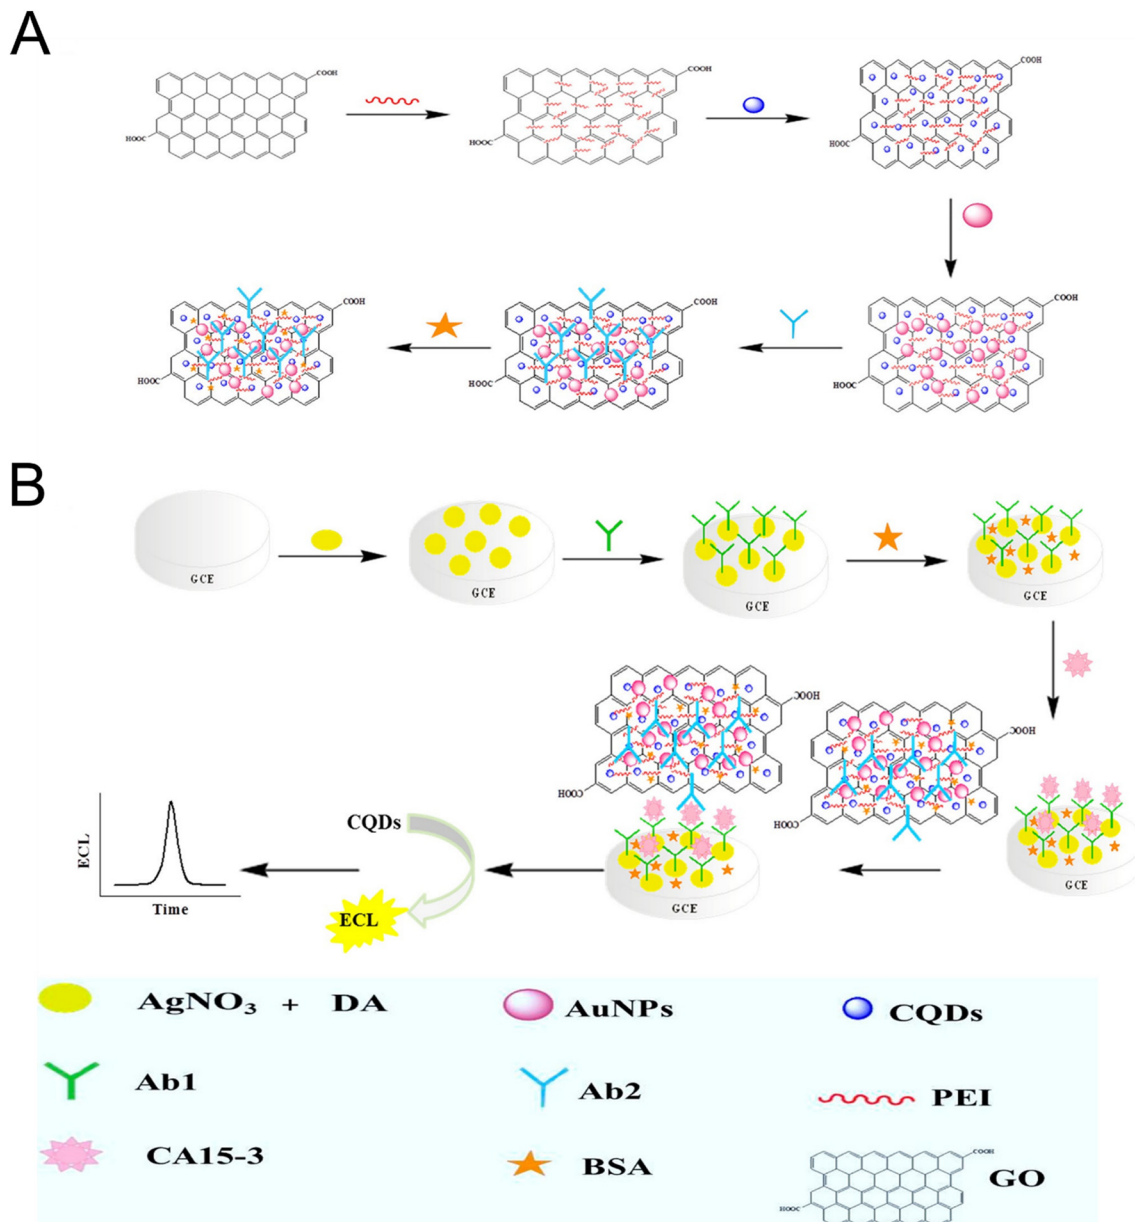 A
COOH
HOOC
COOH
HOOC
COOH
HOOC
COOH
HOOC
COOH
HOOC
COOH
HOOC
B
GCE
GCE
GCE
GCE
COOH
HOOC
COOH
HOOC
GCE
GCE
CQDs
ECL
ECL
Time
AgNO₃ + DA
AuNPs
CQDs
Ab1
Ab2
PEI
CA15-3
BSA
COOH
HOOC
GO